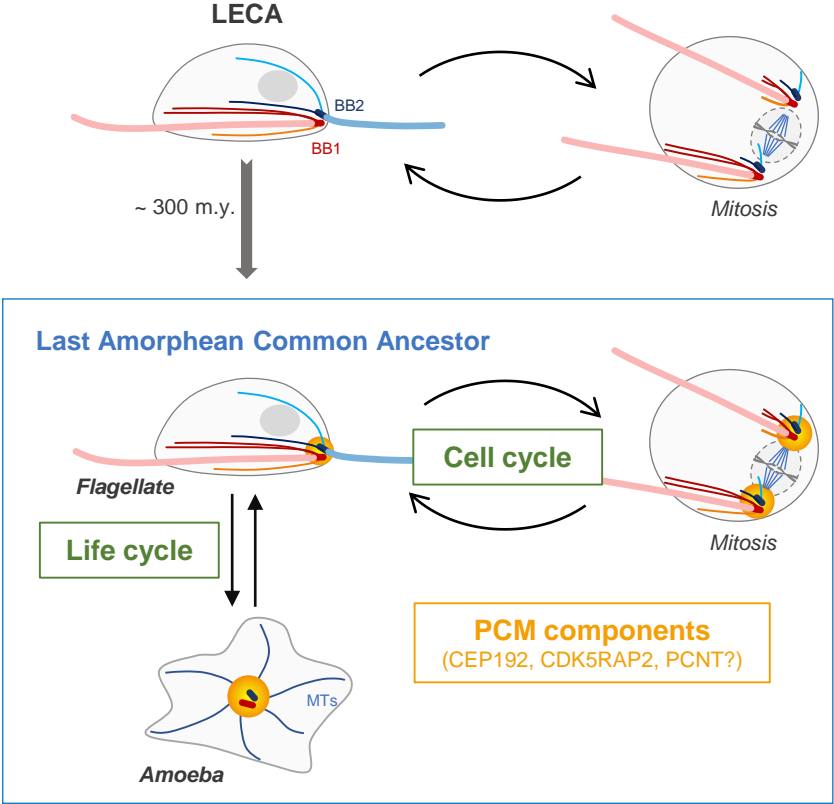 LECA
BB2
BB1
Mitosis
~ 300 m.y.
Last Amorphean Common Ancestor
Cell cycle
Flagellate
Mitosis
Life cycle
PCM components
(CEP192, CDK5RAP2, PCNT?)
MTs
Amoeba